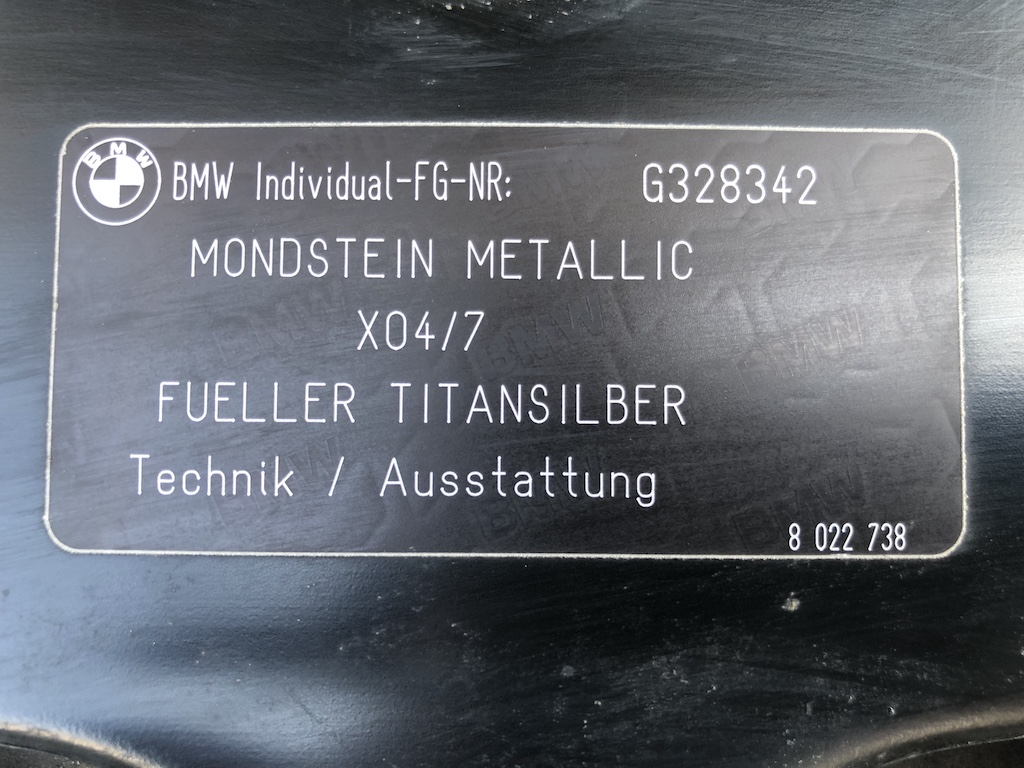 BMW
BMW Individual-FG-NR: G328342
MONDSTEIN METALLIC
X04/7
FUELLER TITANSILBER
Technik / Ausstattung
8 022 738